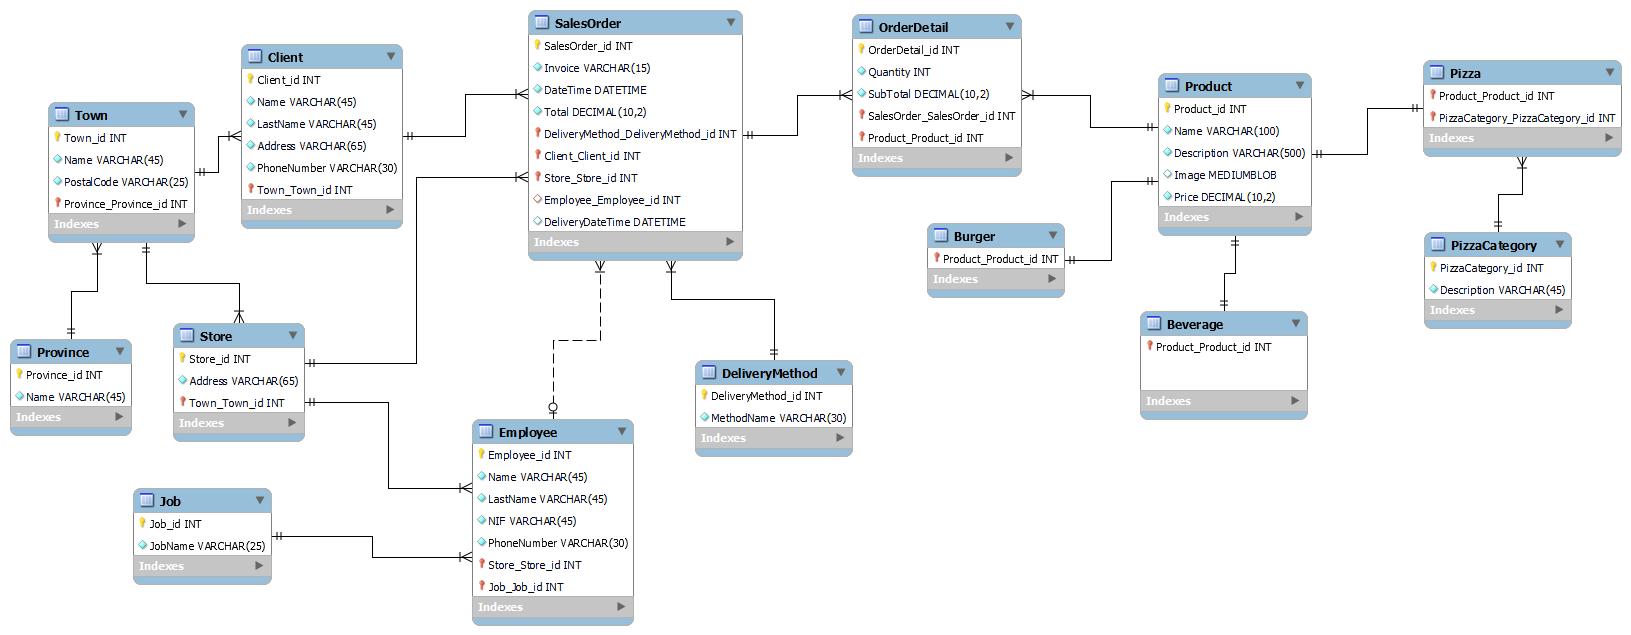 Town
Town_id INT
Name VARCHAR(45)
PostalCode VARCHAR(25)
Province_Province_id INT
Indexes
Client
Client_id INT
Name VARCHAR(45)
LastName VARCHAR(45)
Address VARCHAR(65)
PhoneNumber VARCHAR(30)
Town_Town_id INT
Indexes
SalesOrder
SalesOrder_id INT
Invoice VARCHAR(15)
DateTime DATETIME
Total DECIMAL(10,2)
DeliveryMethod_DeliveryMethod_id INT
Client_Client_id INT
Store_Store_id INT
Employee_Employee_id INT
DeliveryDateTime DATETIME
Indexes
OrderDetail
OrderDetail_id INT
Quantity INT
SubTotal DECIMAL(10,2)
SalesOrder_SalesOrder_id INT
Product_Product_id INT
Indexes
Product
Product_id INT
Name VARCHAR(100)
Description VARCHAR(500)
Image MEDIUMBLOB
Price DECIMAL(10,2)
Indexes
Pizza
Product_Product_id INT
PizzaCategory_PizzaCategory_id INT
Indexes
Burger
Product_Product_id INT
Indexes
PizzaCategory
PizzaCategory_id INT
Description VARCHAR(45)
Indexes
Province
Province_id INT
Name VARCHAR(45)
Indexes
Store
Store_id INT
Address VARCHAR(65)
Town_Town_id INT
Indexes
Beverage
Product_Product_id INT
Indexes
DeliveryMethod
DeliveryMethod_id INT
MethodName VARCHAR(30)
Indexes
Employee
Employee_id INT
Name VARCHAR(45)
LastName VARCHAR(45)
NIF VARCHAR(45)
PhoneNumber VARCHAR(30)
Store_Store_id INT
Job_Job_id INT
Indexes
Job
Job_id INT
JobName VARCHAR(25)
Indexes